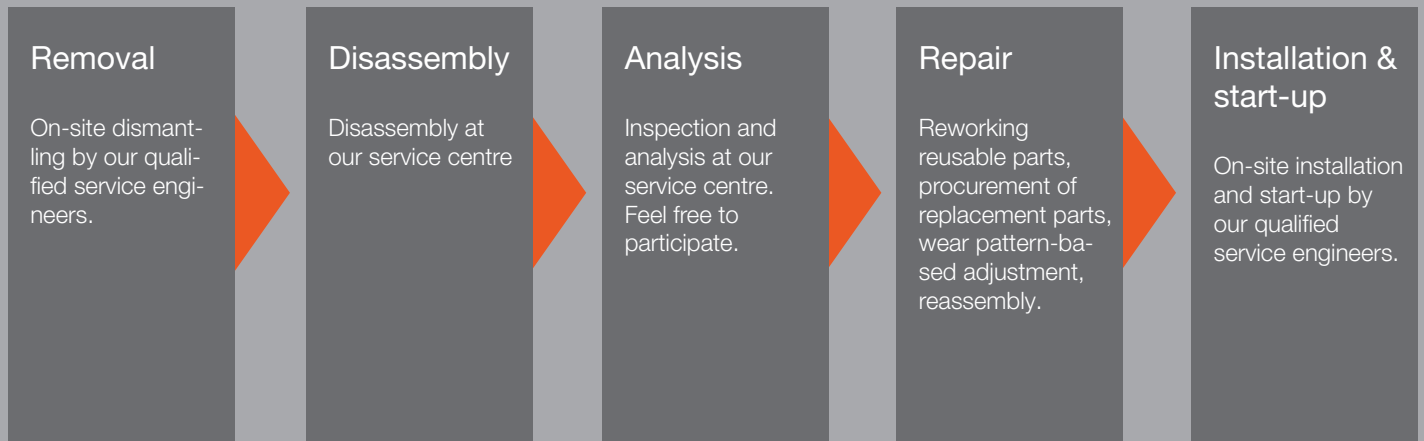 Removal
On-site dismant-
ling by our quali-
fied service engi-
neers.
Disassembly
Disassembly at
our service centre
Analysis
Inspection and
analysis at our
service centre.
Feel free to
participate.
Repair
Reworking
reusable parts,
procurement of
replacement parts,
wear pattern-ba-
sed adjustment,
reassembly.
Installation &
start-up
On-site installation
and start-up by
our qualified
service engineers.